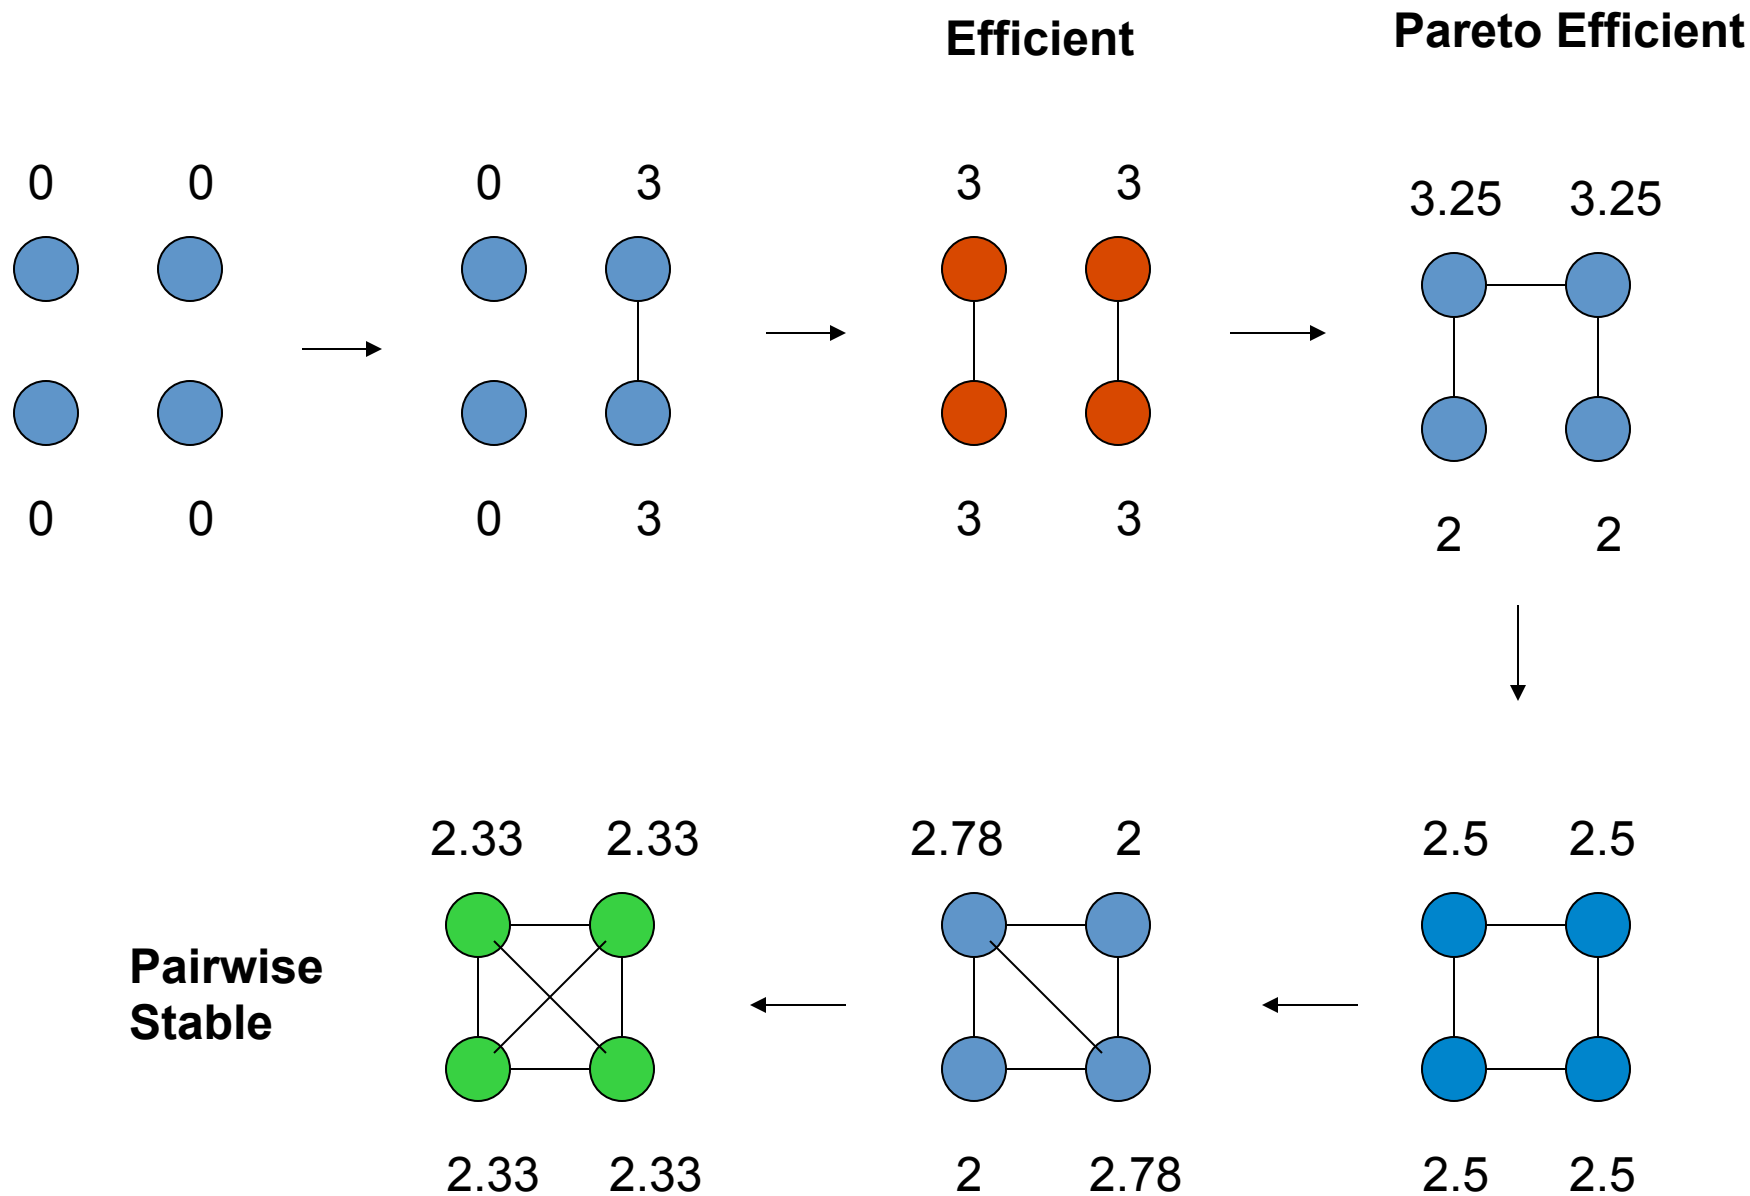 Efficient
Pareto Efficient
0 0 0 3 3 3 3.25 3.25
0 0 0 3 3 3 2 2
2.33 2.33 2.78 2 2.5 2.5
Pairwise
Stable
2.33 2.33 2 2.78 2.5 2.5